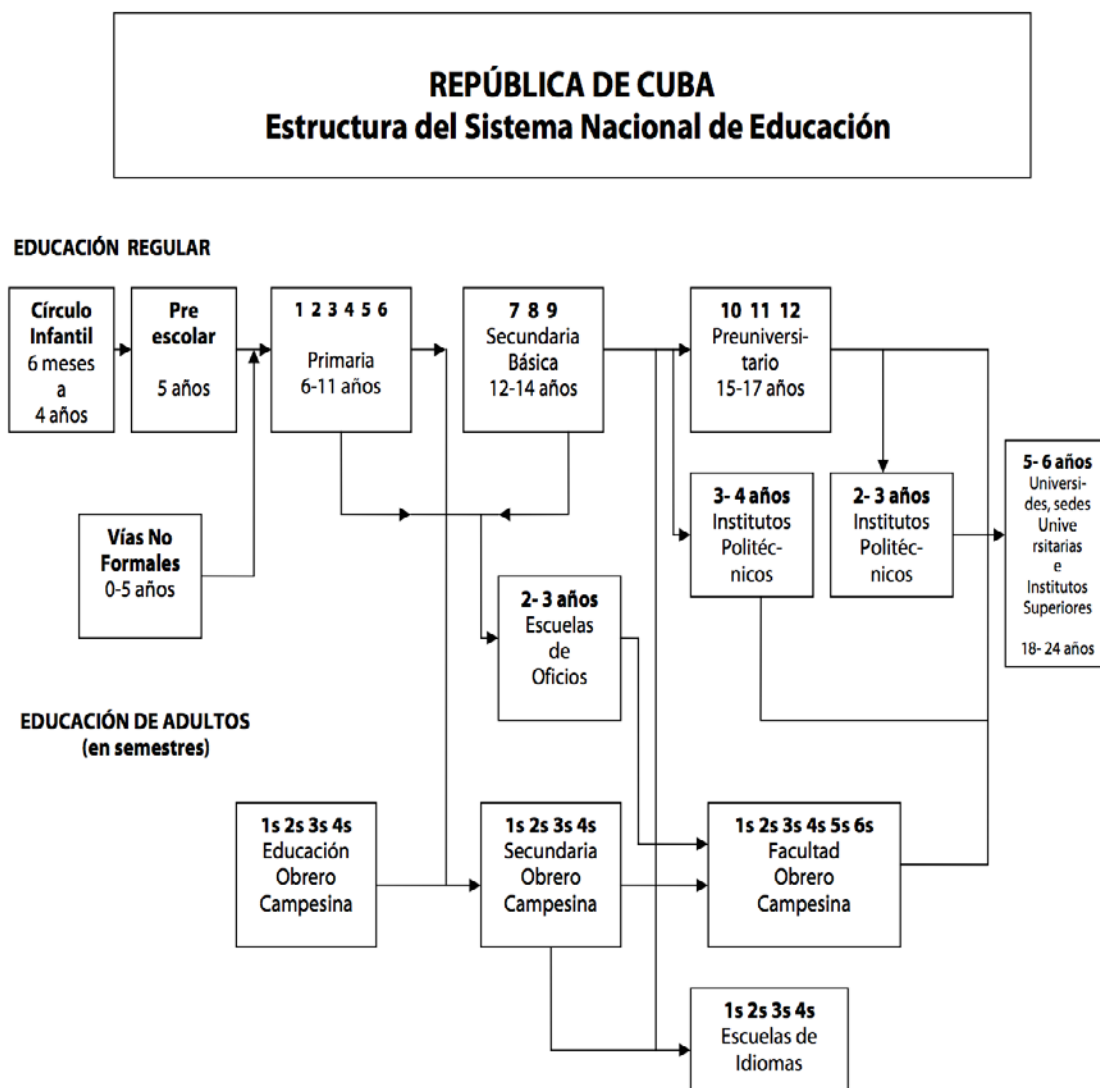 REPÚBLICA DE CUBA
Estructura del Sistema Nacional de Educación
EDUCACIÓN REGULAR
Círculo
Infantil
6 meses
a
4 años
Pre
escolar
5 años
1 2 3 4 5 6
Primaria
6-11 años
7 8 9
Secundaria
Básica
12-14 años
10 11 12
Preuniversi-
tario
15-17 años
Vías No
Formales
0-5 años
3- 4 años
Institutos
Politéc-
nicos
2- 3 años
Institutos
Politéc-
nicos
5- 6 años
Universi-
des, sedes
Unive
rsitarias
e
Institutos
Superiores
18- 24 años
2- 3 años
Escuelas
de
Oficios
EDUCACIÓN DE ADULTOS
(en semestres)
1s 2s 3s 4s
Educación
Obrero
Campesina
1s 2s 3s 4s
Secundaria
Obrero
Campesina
1s 2s 3s 4s 5s 6s
Facultad
Obrero
Campesina
1s 2s 3s 4s
Escuelas de
Idiomas